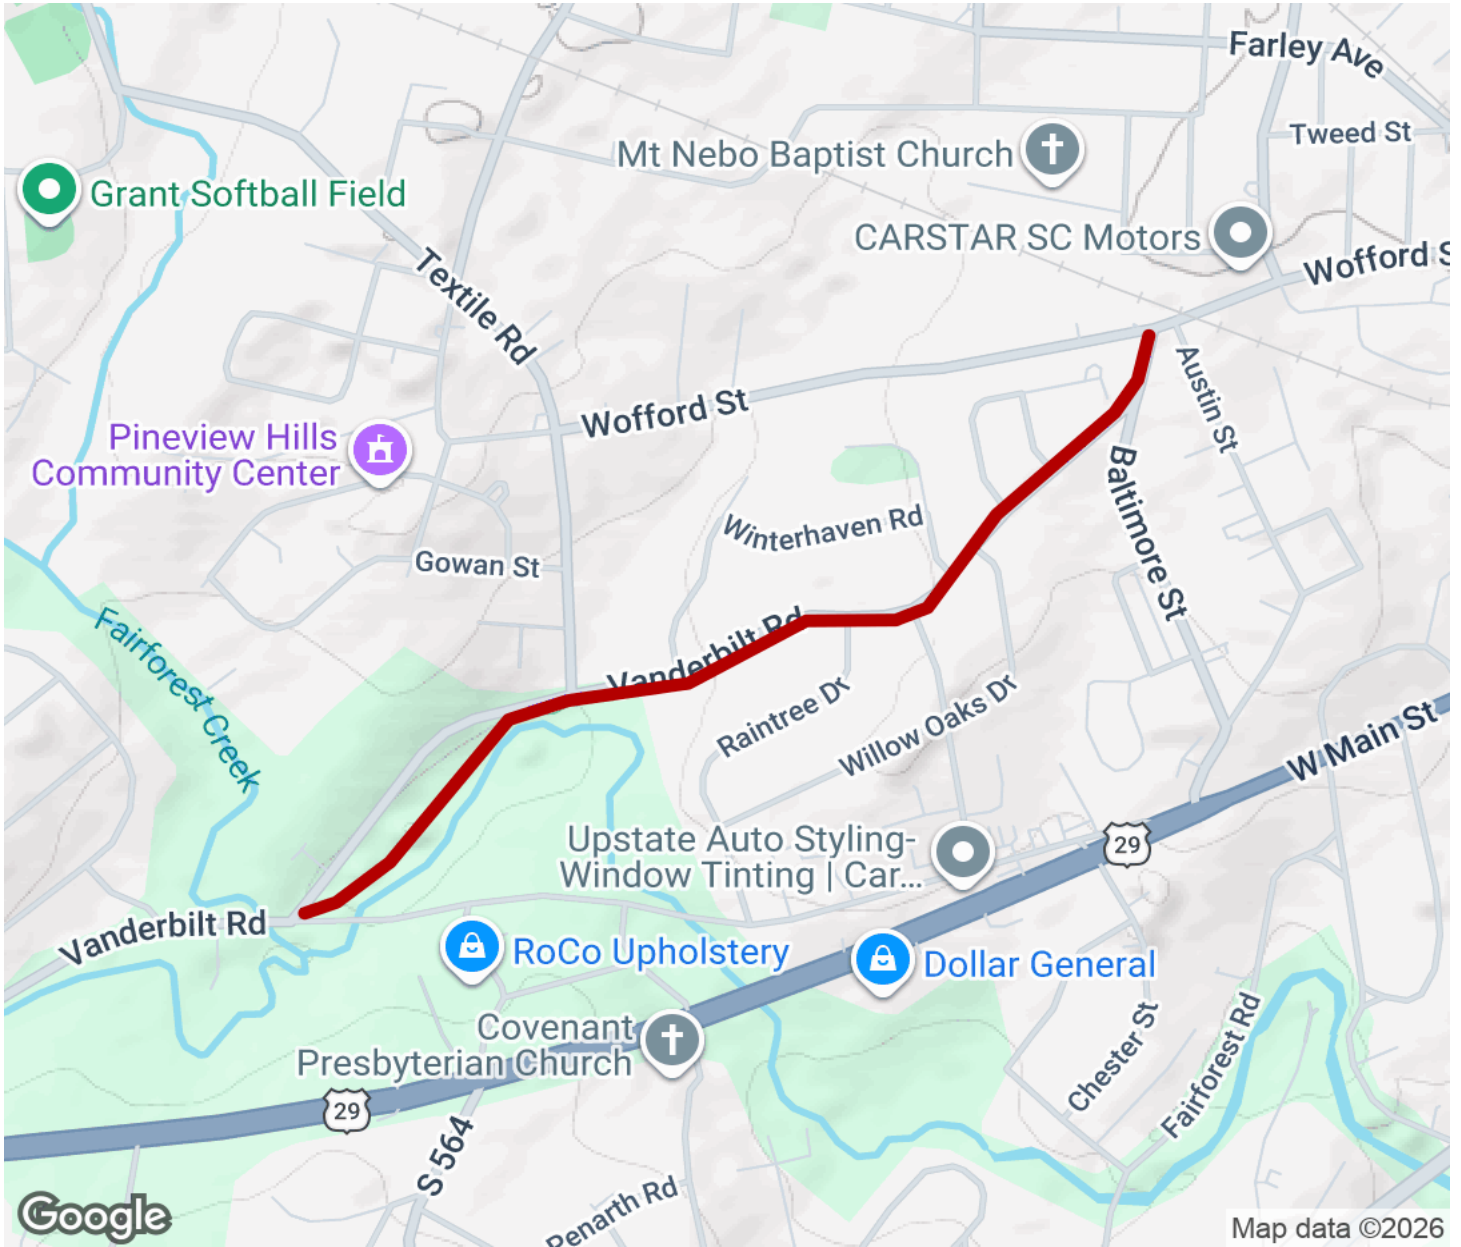 Farley Ave
Tweed St
Mt Nebo Baptist Church
Grant Softball Field
CARSTAR SC Motors
Wofford S
Textile Rd
Austin St
Wofford St
Pineview Hills
Community Center
Baltimore St
Winterhaven Rd
Gowan St
Fairforest Creek
Vanderbilt Rd
Raintree Dr
Willow Oaks Dr
W Main St
Upstate Auto Styling-
Window Tinting | Car...
29
Vanderbilt Rd
RoCo Upholstery
Dollar General
Covenant
Presbyterian Church
Chester St
Fairforest Rd
29
S 564
Penarth Rd
Google
Map data ©2026